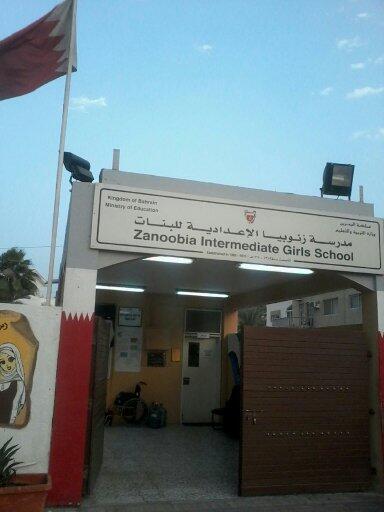 Kingdom of Bahrain
Ministry of Education
مملكة البحرين
وزارة التربية والتعليم
مدرسة زنوبيا الإعدادية للبنات
Zanoobia Intermediate Girls School